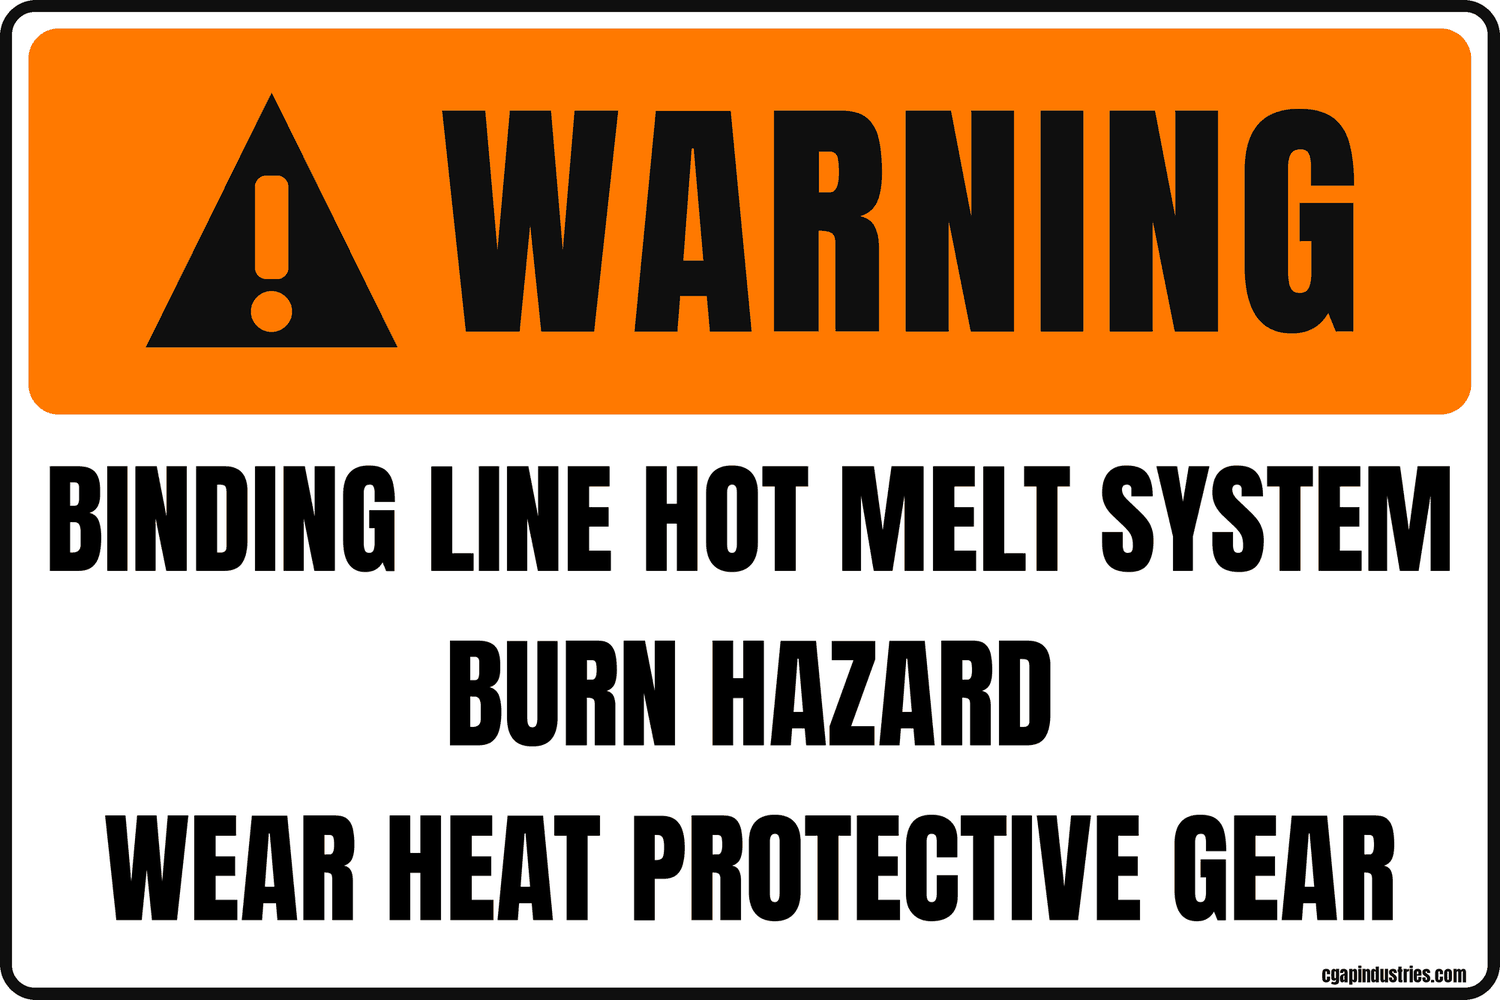 WARNING
BINDING LINE HOT MELT SYSTEM
BURN HAZARD
WEAR HEAT PROTECTIVE GEAR
cgapindustries.com